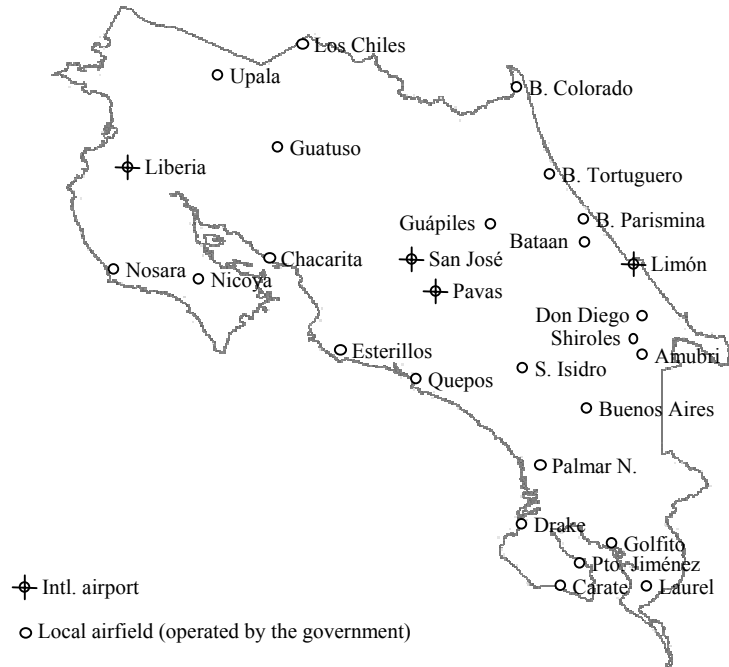 Los Chiles
Upala
B. Colorado
Guatuso
Liberia
B. Tortuguero
Guápiles
B. Parismina
Bataan
Chacarita
San José
Limón
Nosara
Nicoya
Pavas
Don Diego
Shiroles
Esterillos
Amubri
S. Isidro
Quepos
Buenos Aires
Palmar N.
Drake
Golfito
Pto. Jiménez
Carate
Laurel
Intl. airport
Local airfield (operated by the government)